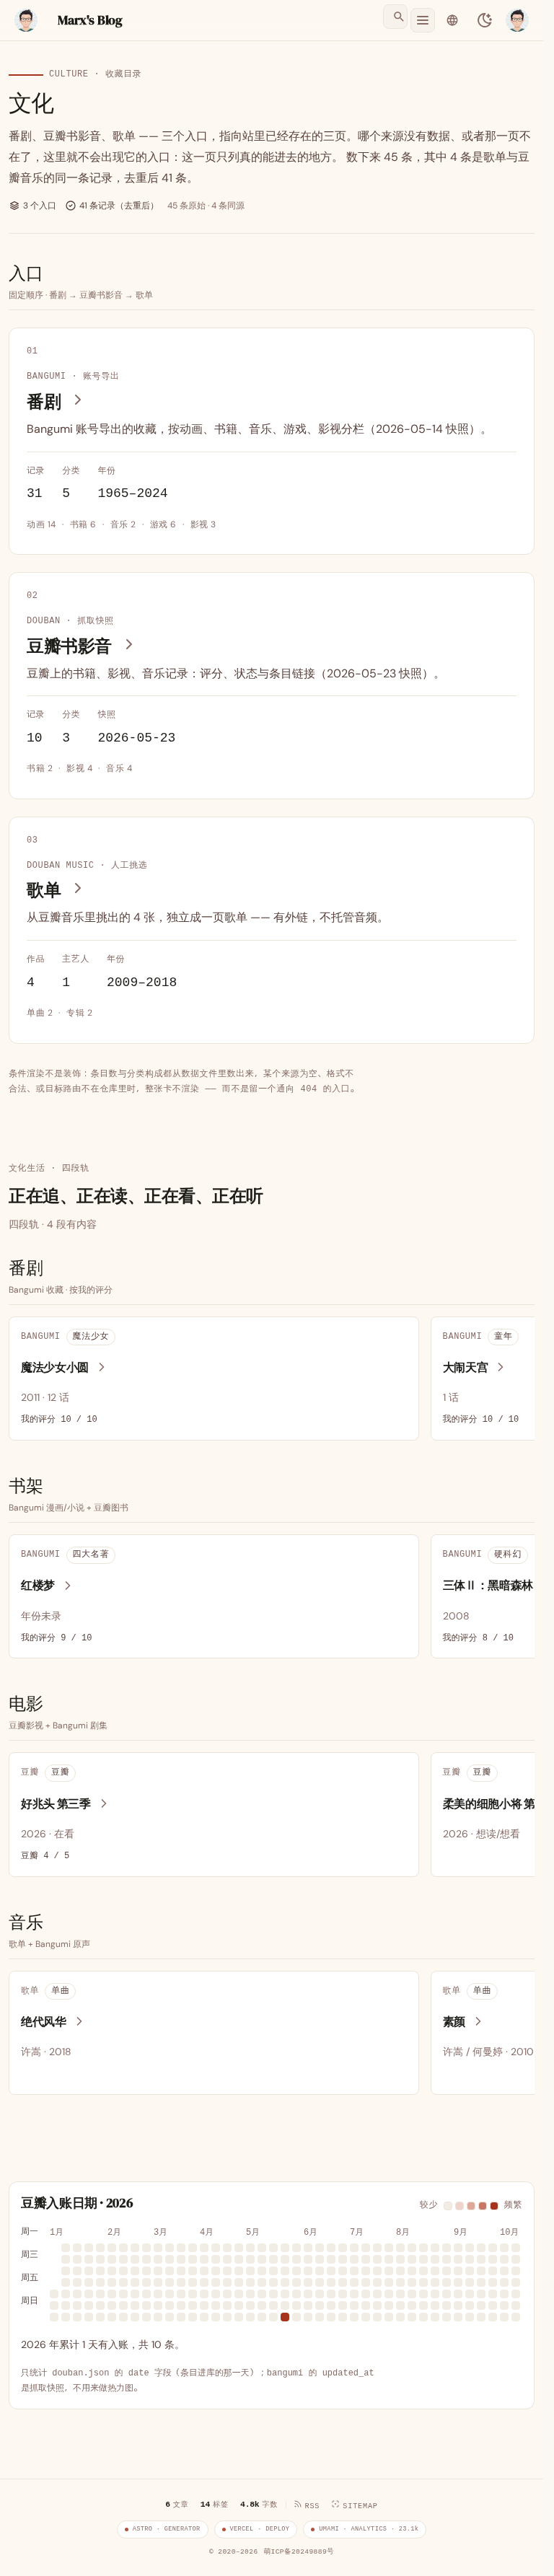 Marx's Blog
CULTURE · 收藏目录
文化
番剧、豆瓣书影音、歌单 —— 三个入口，指向站里已经存在的三页。哪个来源没有数据、或者那一页不
在了，这里就不会出现它的入口：这一页只列真的能进去的地方。 数下来 45 条，其中 4 条是歌单与豆
瓣音乐的同一条记录，去重后 41 条。
3 个入口 41 条记录（去重后） 45 条原始 · 4 条同源
入口
固定顺序 · 番剧 → 豆瓣书影音 → 歌单
01
BANGUMI · 账号导出
番剧
Bangumi 账号导出的收藏，按动画、书籍、音乐、游戏、影视分栏（2026-05-14 快照）。
记录 分类 年份
31 5 1965–2024
动画 14 · 书籍 6 · 音乐 2 · 游戏 6 · 影视 3
02
DOUBAN · 抓取快照
豆瓣书影音
豆瓣上的书籍、影视、音乐记录：评分、状态与条目链接（2026-05-23 快照）。
记录 分类 快照
10 3 2026-05-23
书籍 2 · 影视 4 · 音乐 4
03
DOUBAN MUSIC · 人工挑选
歌单
从豆瓣音乐里挑出的 4 张，独立成一页歌单 —— 有外链，不托管音频。
作品 主艺人 年份
4 1 2009–2018
单曲 2 · 专辑 2
条件渲染不是装饰：条目数与分类构成都从数据文件里数出来，某个来源为空、格式不
合法、或目标路由不在仓库里时，整张卡不渲染 —— 而不是留一个通向 404 的入口。
文化生活 · 四段轨
正在追、正在读、正在看、正在听
四段轨 · 4 段有内容
番剧
Bangumi 收藏 · 按我的评分
BANGUMI 魔法少女
魔法少女小圆
2011 · 12 话
我的评分 10 / 10
BANGUMI 童年
大闹天宫
1 话
我的评分 10 / 10
书架
Bangumi 漫画/小说 + 豆瓣图书
BANGUMI 四大名著
红楼梦
年份未录
我的评分 9 / 10
BANGUMI 硬科幻
三体Ⅱ：黑暗森林
2008
我的评分 8 / 10
电影
豆瓣影视 + Bangumi 剧集
豆瓣 豆瓣
好兆头 第三季
2026 · 在看
豆瓣 4 / 5
豆瓣 豆瓣
柔美的细胞小将 第
2026 · 想读/想看
音乐
歌单 + Bangumi 原声
歌单 单曲
绝代风华
许嵩 · 2018
歌单 单曲
素颜
许嵩 / 何曼婷 · 2010
豆瓣入账日期 · 2026
较少 频繁
1月 2月 3月 4月 5月 6月 7月 8月 9月 10月
周一
周三
周五
周日
2026 年累计 1 天有入账，共 10 条。
只统计 douban.json 的 date 字段（条目进库的那一天）；bangumi 的 updated_at
是抓取快照，不用来做热力图。
6 文章 14 标签 4.8k 字数 RSS SITEMAP
ASTRO · GENERATOR VERCEL · DEPLOY UMAMI · ANALYTICS · 23.1k
© 2020–2026 萌ICP备20249889号